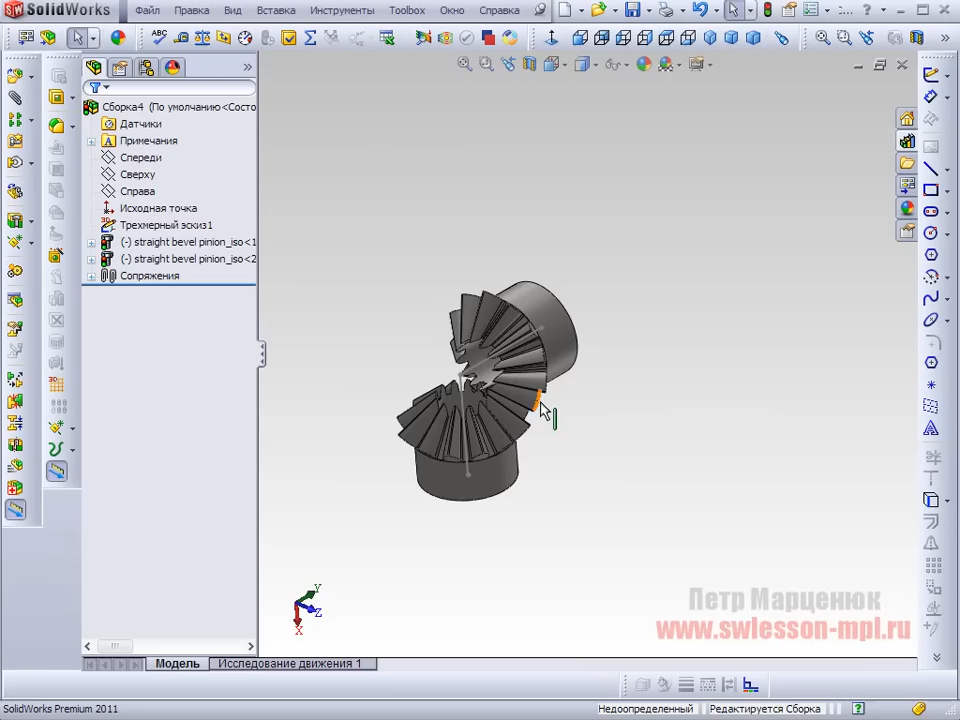 SW SolidWorks
Файл Правка Вид Вставка Инструменты Toolbox Окно Справка
ABC
Сборка4 (По умолчанию<Состо
Датчики
Примечания
Спереди
Сверху
Справа
Исходная точка
Трехмерный эскиз1
(-) straight bevel pinion_iso<1
(-) straight bevel pinion_iso<2
Сопряжения
Y
Z
X
Петр Марценюк
www.swlesson-mpl.ru
Модель Исследование движения 1
SolidWorks Premium 2011 Недоопределенный Редактируется Сборка